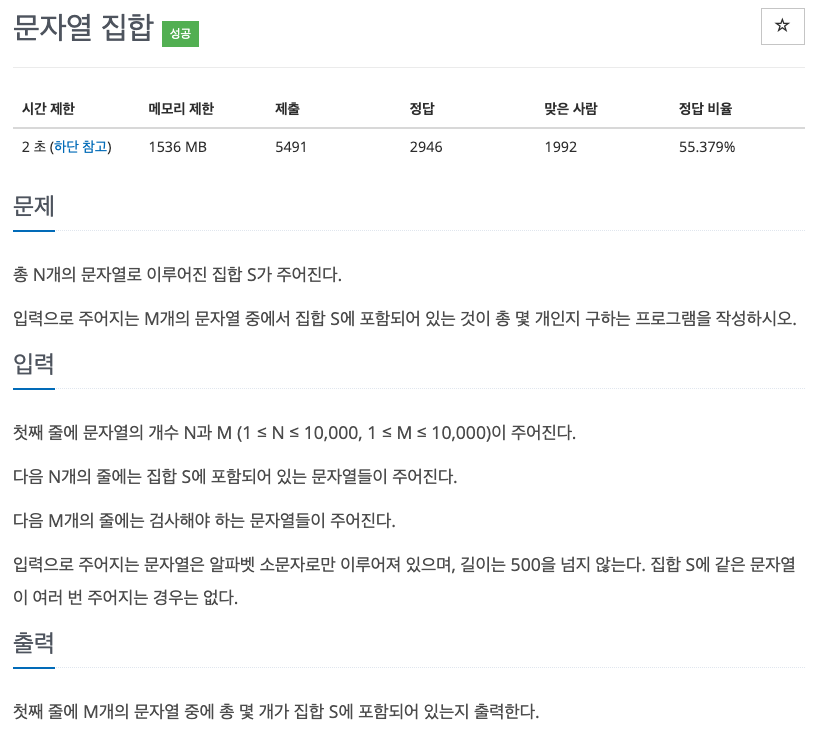 문자열 집합 성공
☆
시간 제한 메모리 제한 제출 정답 맞은 사람 정답 비율
2 초 (하단 참고) 1536 MB 5491 2946 1992 55.379%
문제
총 N개의 문자열로 이루어진 집합 S가 주어진다.
입력으로 주어지는 M개의 문자열 중에서 집합 S에 포함되어 있는 것이 총 몇 개인지 구하는 프로그램을 작성하시오.
입력
첫째 줄에 문자열의 개수 N과 M (1 ≤ N ≤ 10,000, 1 ≤ M ≤ 10,000)이 주어진다.
다음 N개의 줄에는 집합 S에 포함되어 있는 문자열들이 주어진다.
다음 M개의 줄에는 검사해야 하는 문자열들이 주어진다.
입력으로 주어지는 문자열은 알파벳 소문자로만 이루어져 있으며, 길이는 500을 넘지 않는다. 집합 S에 같은 문자열
이 여러 번 주어지는 경우는 없다.
출력
첫째 줄에 M개의 문자열 중에 총 몇 개가 집합 S에 포함되어 있는지 출력한다.